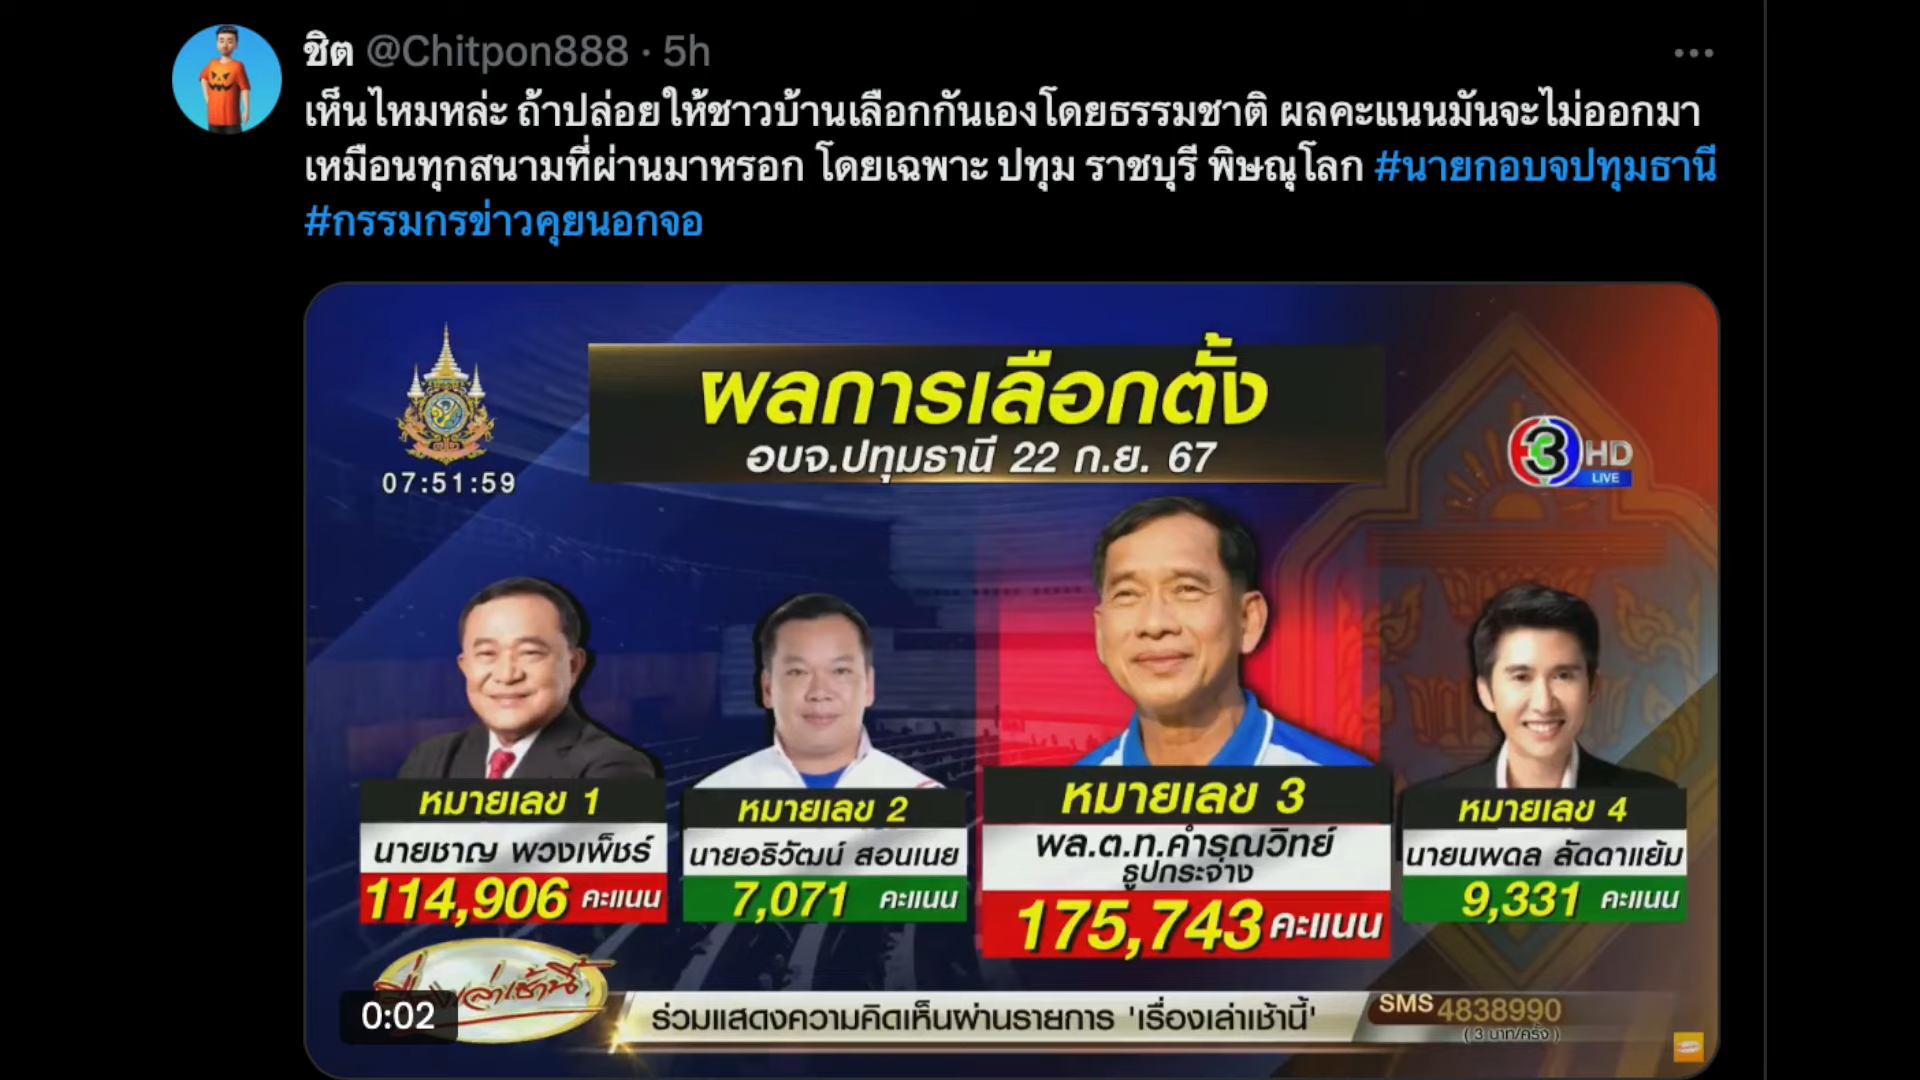 ชิต @Chitpon888 · 5h
เห็นไหมหล่ะ ถ้าปล่อยให้ชาวบ้านเลือกกันเองโดยธรรมชาติ ผลคะแนนมันจะไม่ออกมา
เหมือนทุกสนามที่ผ่านมาหรอก โดยเฉพาะ ปทุม ราชบุรี พิษณุโลก #นายกอบจปทุมธานี
#กรรมกรข่าวคุยนอกจอ
ผลการเลือกตั้ง
อบจ.ปทุมธานี 22 ก.ย. 67
07:51:59
3 HD
LIVE
หมายเลข 1
นายชาญ พวงเพ็ชร์
114,906 คะแนน
หมายเลข 2
นายอธิวัฒน์ สอนเนย
7,071 คะแนน
หมายเลข 3
พล.ต.ท.คำรณวิทย์
ธูปกระจ่าง
175,743 คะแนน
หมายเลข 4
นายนพดล ลัดดาแย้ม
9,331 คะแนน
เรื่องเล่าเช้านี้
0:02
ร่วมแสดงความคิดเห็นผ่านรายการ 'เรื่องเล่าเช้านี้'
SMS 4838990
(3 บาท/ครั้ง)